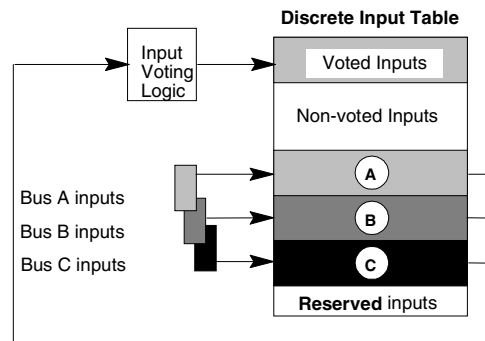 Discrete Input Table
Input
Voting
Logic
Voted Inputs
Non-voted Inputs
A
Bus A inputs
B
Bus B inputs
C
Bus C inputs
Reserved inputs